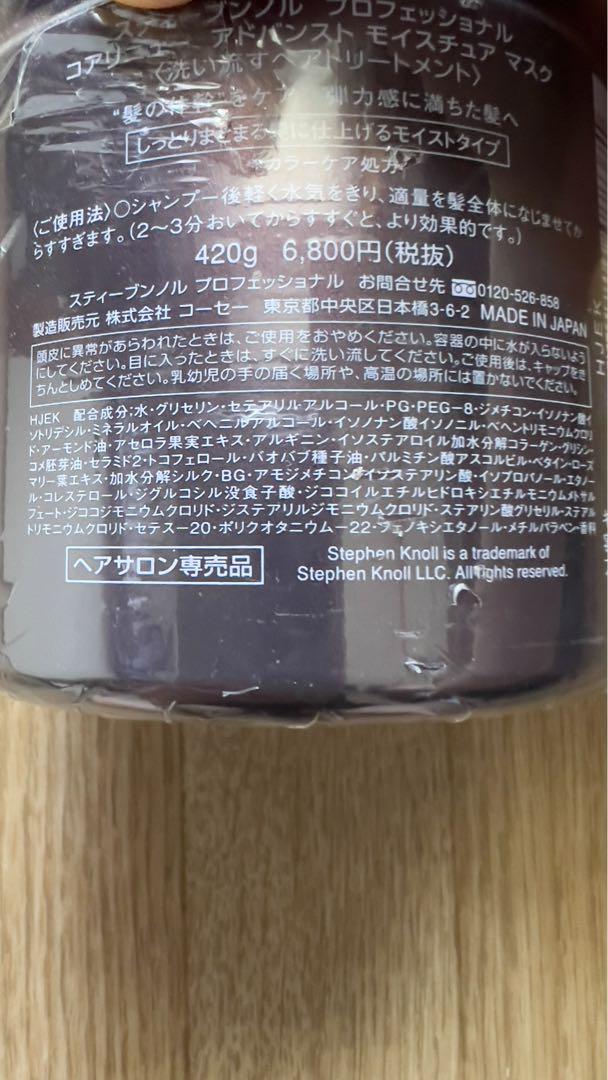 プロフェッショナル
アドバンスト モイスチュア マスク
〈洗い流すヘアトリートメント〉
弾力感に満ちた髮へ
仕上げるモイストタイプ
カラーケア処方
〈ご使用法〉○シャンプー後軽く水気をきり、適量を髪全体になじませてか
らすすぎます。(2〜3分おいてからすすぐと、より効果的です。)
420g 6,800円(税抜)
スティーブンノル プロフェッショナル お問合せ先 0120-526-858
製造販売元 株式会社 コーセー 東京都中央区日本橋3-6-2 MADE IN JAPAN
頭皮に異常があらわれたときは、ご使用をおやめください。容器の中に水が入らないよう
にしてください。目に入ったときは、すぐに洗い流してください。ご使用後は、キャップをき
ちんとしめてください。乳幼児の手の届く場所や、高温の場所には置かないでください。
HJEK 配合成分:水・グリセリン・セテアリルアルコール・PG・PEG-8・ジメチコン・イソノナン酸イ
ソトリデシル・ミネラルオイル・ベヘニルアルコール・イソノナン酸イソノニル・ベヘントリモニウムクロリ
ド・アーモンド油・アセロラ果実エキス・アルギニン・イソステアロイル加水分解コラーゲン・グリシン・
コメ胚芽油・セラミド2・トコフェロール・バオバブ種子油・パルミチン酸アスコルビル・ベタイン・ローズ
マリー葉エキス・加水分解シルク・BG・アモジメチコン・イソステアリン酸・イソプロパノール・エタノー
ル・コレステロール・ジグルコシル没食子酸・ジココイルエチルヒドロキシエチルモニウムメトサル
フェート・ジココジモニウムクロリド・ジステアリルジモニウムクロリド・ステアリン酸グリセリル・ステアル
トリモニウムクロリド・セテス-20・ポリクオタニウム-22・フェノキシエタノール・メチルパラベン・香料
ヘアサロン専売品
Stephen Knoll is a trademark of
Stephen Knoll LLC. All rights reserved.
HJEK